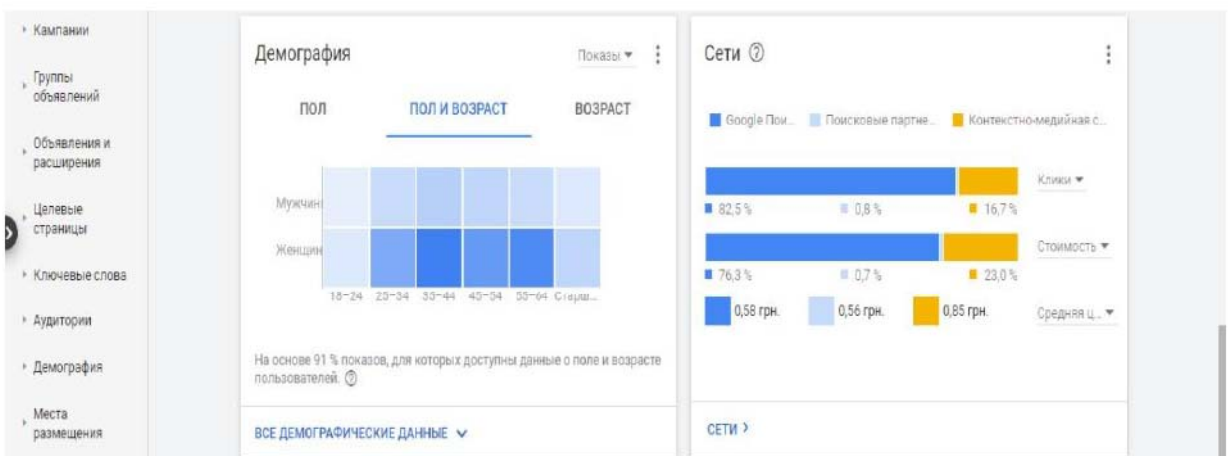 Кампании
Группы
объявлений
Объявления и
расширения
Целевые
страницы
Ключевые слова
Аудитории
Демография
Места
размещения
Демография
Показы
ПОЛ
ПОЛ И ВОЗРАСТ
ВОЗРАСТ
Мужчин
Женщин
18–24 25–34 35–44 45–54 55–64 Старш...
На основе 91 % показов, для которых доступны данные о поле и возрасте
пользователей.
ВСЕ ДЕМОГРАФИЧЕСКИЕ ДАННЫЕ
Сети
Google Пои... Поисковые партне... Контекстно-медийная с...
Клики
82,5 % 0,8 % 16,7 %
Стоимость
76,3 % 0,7 % 23,0 %
0,58 грн. 0,56 грн. 0,85 грн. Средняя ц...
СЕТИ